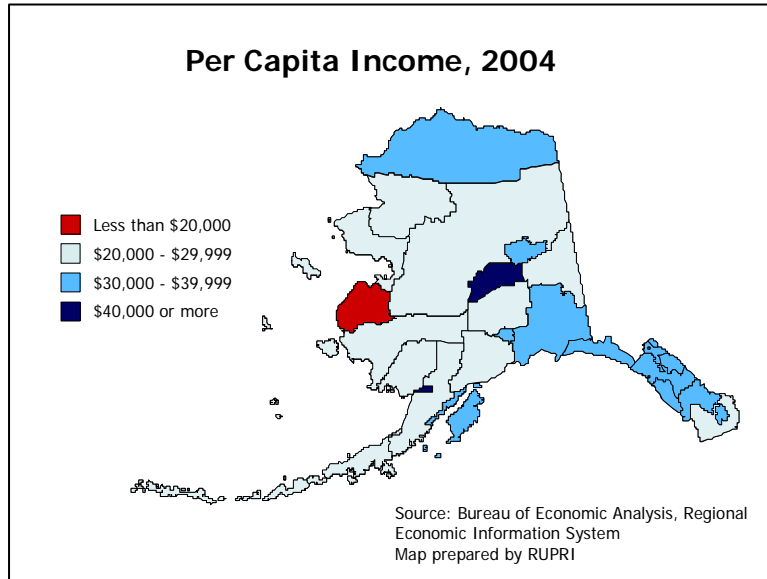 Per Capita Income, 2004
Less than $20,000
$20,000 - $29,999
$30,000 - $39,999
$40,000 or more
Source: Bureau of Economic Analysis, Regional
Economic Information System
Map prepared by RUPRI